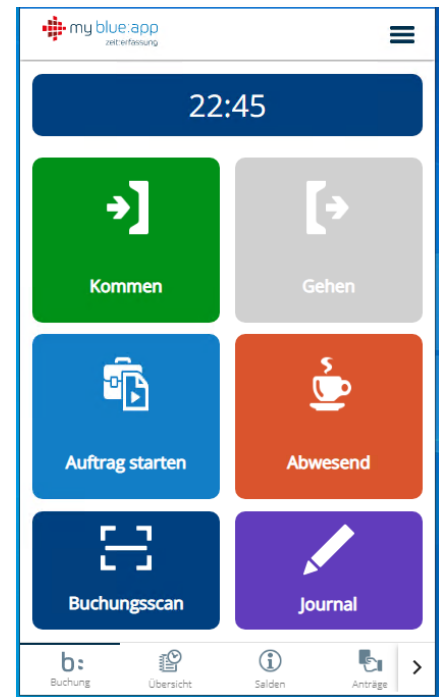 my blue:app
zeit:erfassung
22:45
Kommen
Gehen
Auftrag starten
Abwesend
Buchungsscan
Journal
b:
Buchung
Übersicht
Salden
Anträge